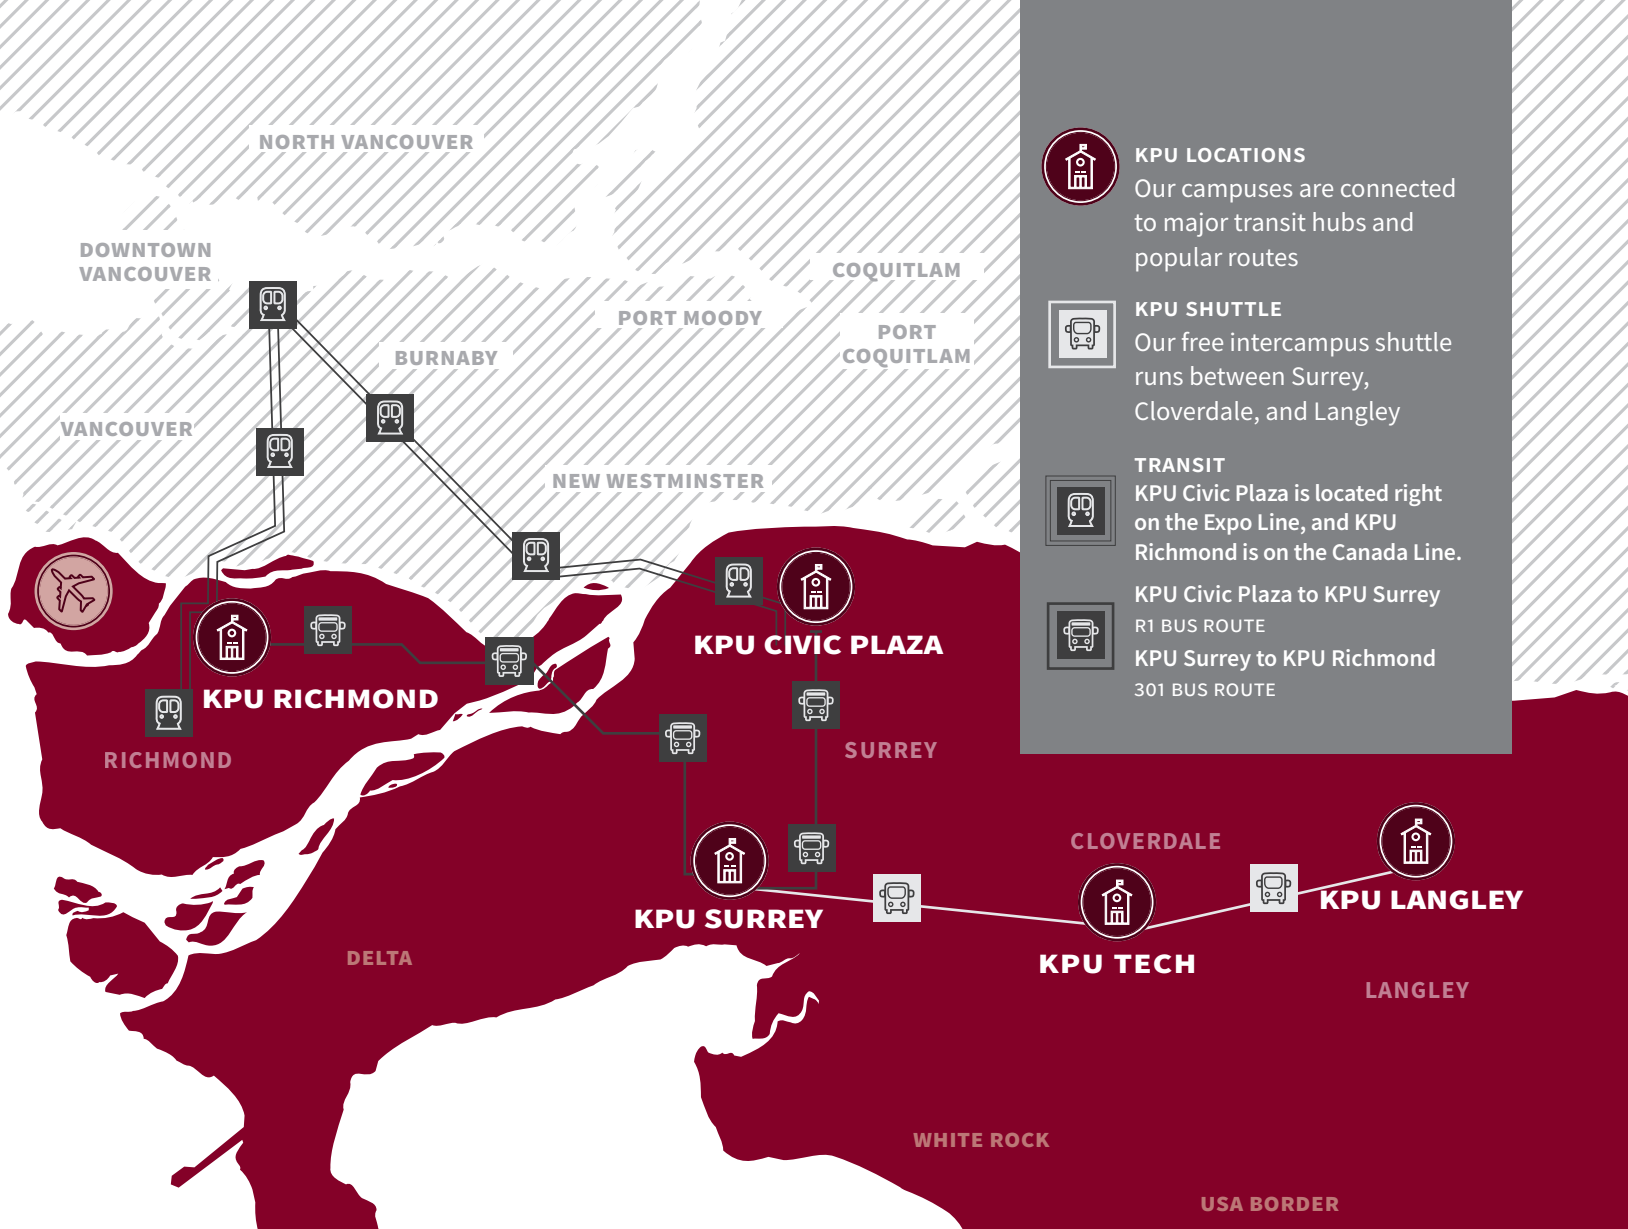 NORTH VANCOUVER
DOWNTOWN
VANCOUVER
COQUITLAM
PORT MOODY
PORT
COQUITLAM
BURNABY
VANCOUVER
NEW WESTMINSTER
KPU CIVIC PLAZA
KPU RICHMOND
RICHMOND
SURREY
CLOVERDALE
KPU LANGLEY
KPU SURREY
KPU TECH
DELTA
LANGLEY
WHITE ROCK
USA BORDER
KPU LOCATIONS
Our campuses are connected
to major transit hubs and
popular routes
KPU SHUTTLE
Our free intercampus shuttle
runs between Surrey,
Cloverdale, and Langley
TRANSIT
KPU Civic Plaza is located right
on the Expo Line, and KPU
Richmond is on the Canada Line.
KPU Civic Plaza to KPU Surrey
R1 BUS ROUTE
KPU Surrey to KPU Richmond
301 BUS ROUTE